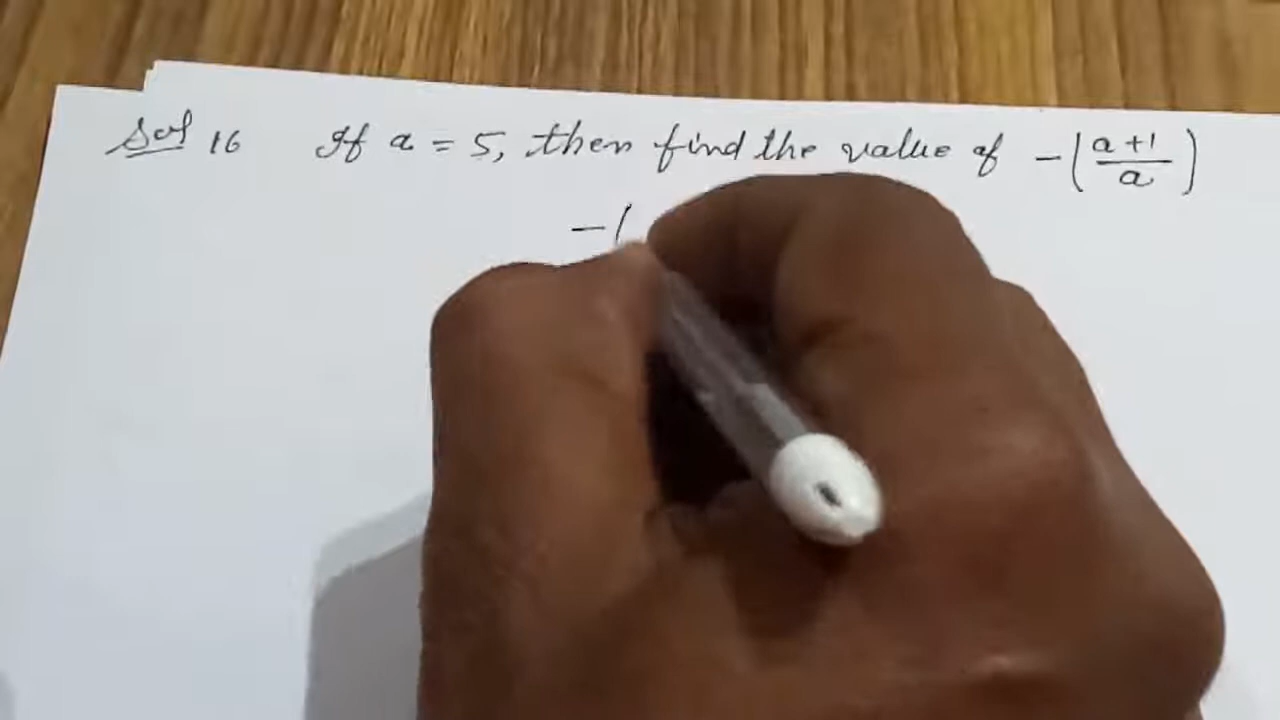 Sol 16 If a = 5, then find the value of -(a+1/a)
-(